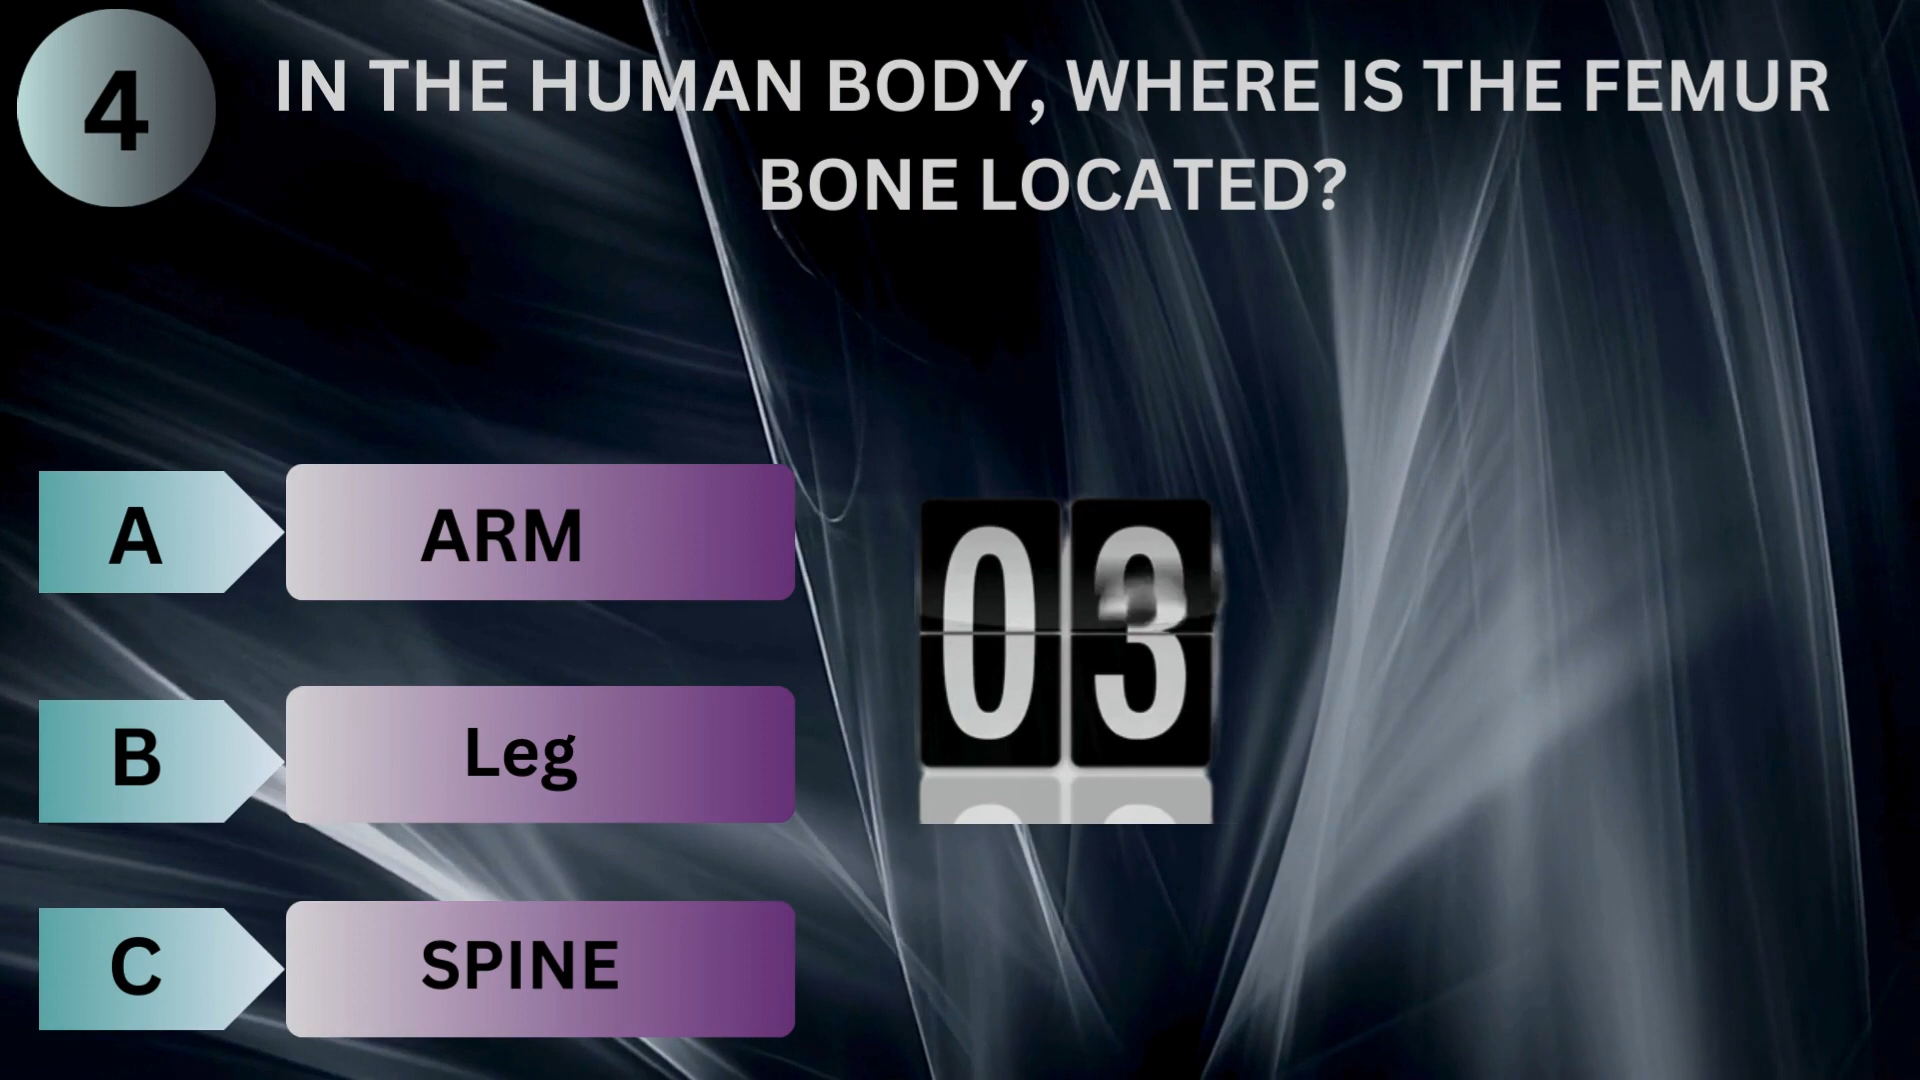 4
IN THE HUMAN BODY, WHERE IS THE FEMUR
BONE LOCATED?
A
ARM
B
Leg
C
SPINE
03